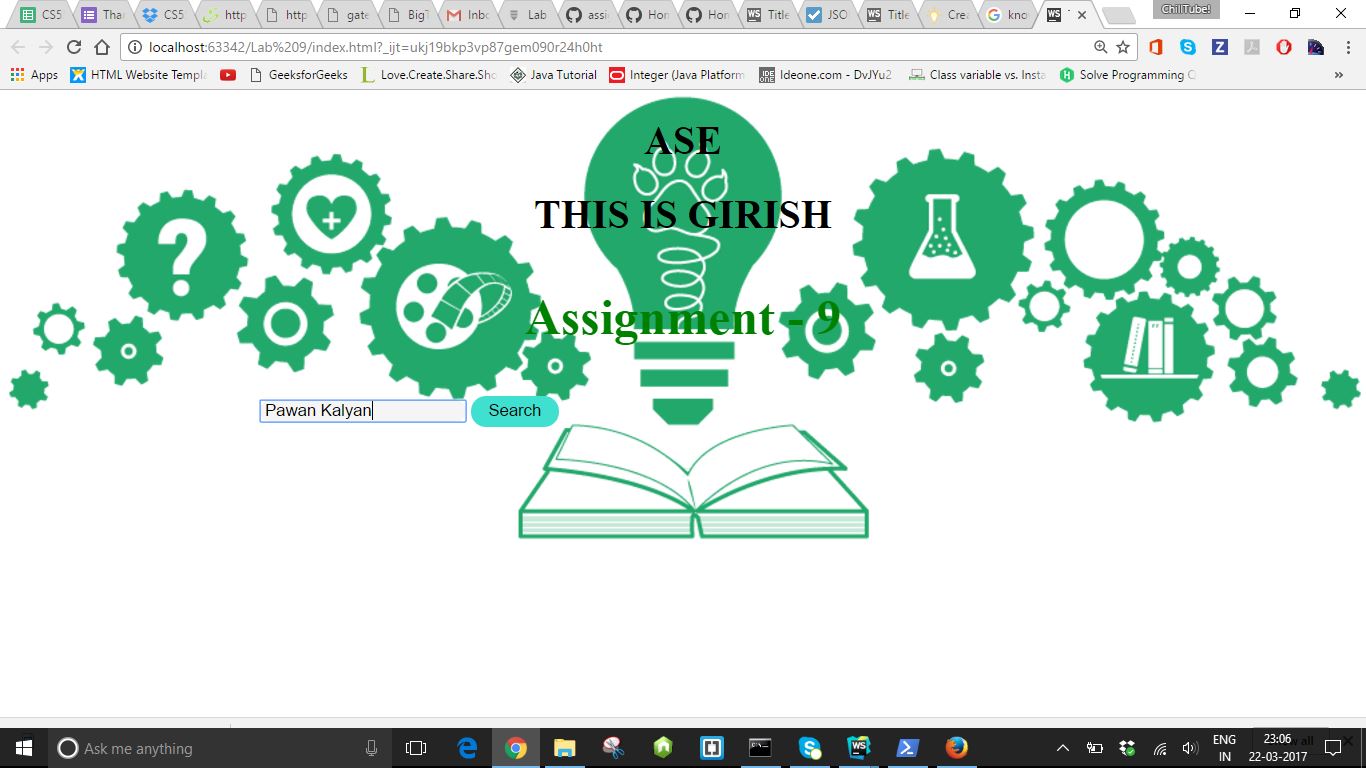 CS5 Tha CS5 http http gate BigT Inbo Lab assi Hon Hon Title JSC Title Crea kno ChillTube!
localhost:63342/Lab%209/index.html?_ijt=ukj19bkp3vp87gem090r24h0ht
Apps HTML Website Templa GeeksforGeeks Love.Create.Share.Sho Java Tutorial Integer (Java Platform Ideone.com - DvJYu2 Class variable vs. Insta Solve Programming Q »
ASE
THIS IS GIRISH
Assignment - 9
Pawan Kalyan Search
Ask me anything
ENG 23:06
IN 22-03-2017